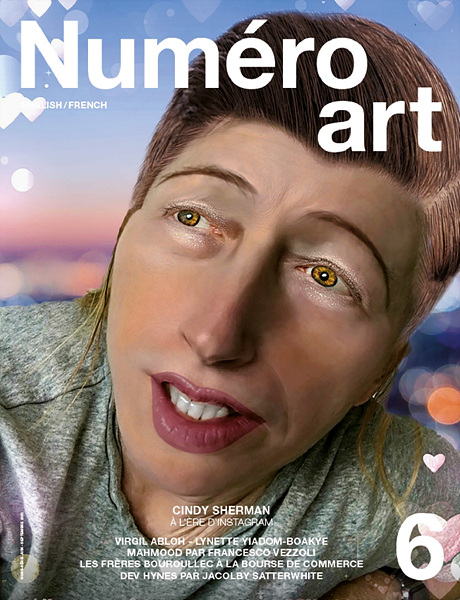 Numéro
art
ENGLISH / FRENCH
CINDY SHERMAN
À L'ÈRE D'INSTAGRAM
VIRGIL ABLOH - LYNETTE YIADOM-BOAKYE
MAHMOOD PAR FRANCESCO VEZZOLI
LES FRÈRES BOUROULLEC À LA BOURSE DE COMMERCE
DEV HYNES PAR JACOLBY SATTERWHITE
6